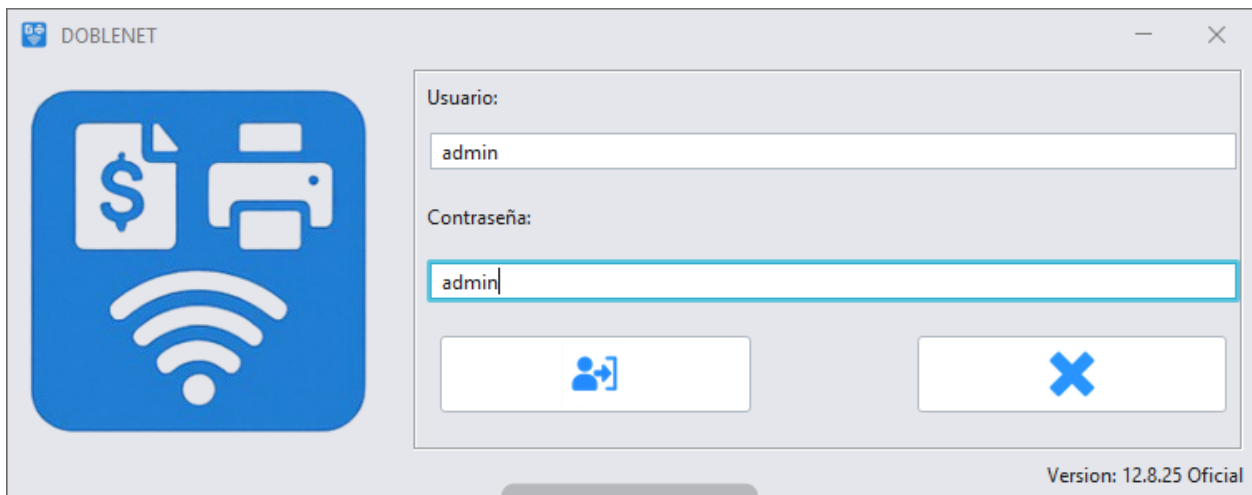 DOBLENET
Usuario:
admin
Contraseña:
admin
Version: 12.8.25 Oficial